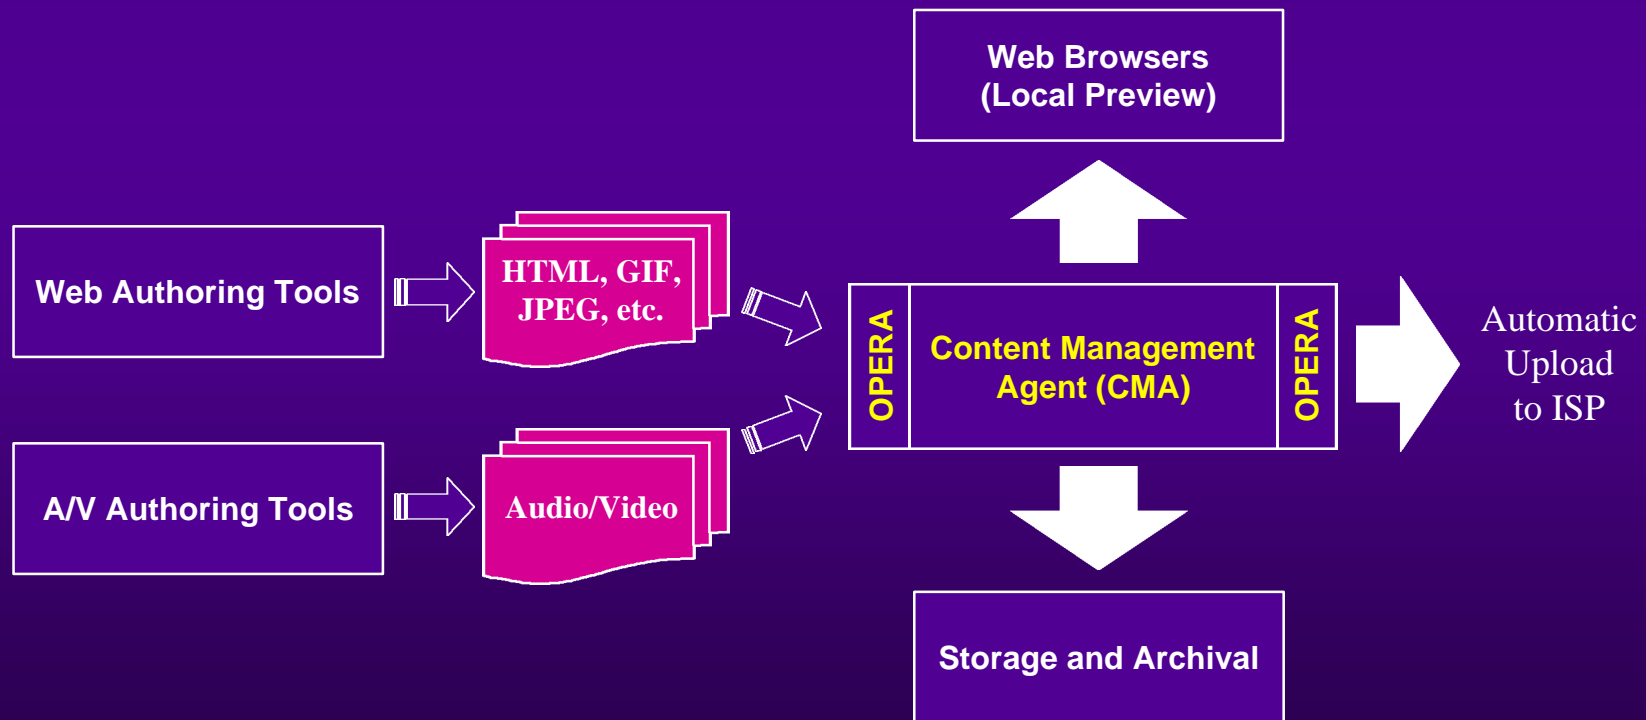 Web Browsers
(Local Preview)
Web Authoring Tools
HTML, GIF,
JPEG, etc.
OPERA
Content Management
Agent (CMA)
OPERA
Automatic
Upload
to ISP
A/V Authoring Tools
Audio/Video
Storage and Archival